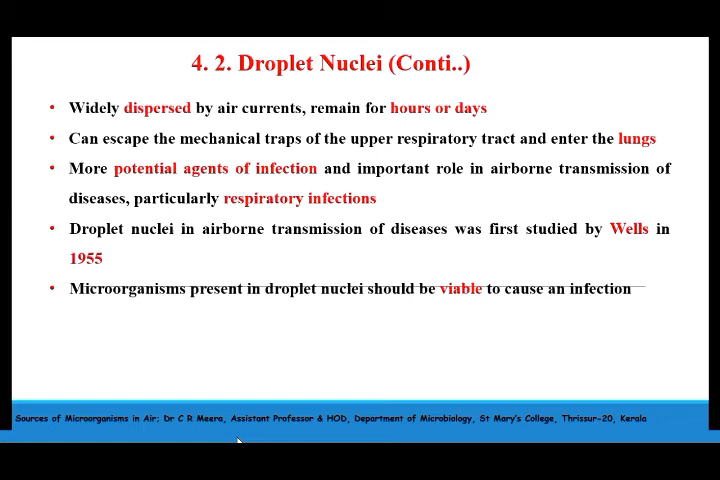 4. 2. Droplet Nuclei (Conti..)
• Widely dispersed by air currents, remain for hours or days
• Can escape the mechanical traps of the upper respiratory tract and enter the lungs
• More potential agents of infection and important role in airborne transmission of
diseases, particularly respiratory infections
• Droplet nuclei in airborne transmission of diseases was first studied by Wells in
1955
• Microorganisms present in droplet nuclei should be viable to cause an infection
Sources of Microorganisms in Air; Dr C R Meera, Assistant Professor & HOD, Department of Microbiology, St Mary's College, Thrissur-20, Kerala